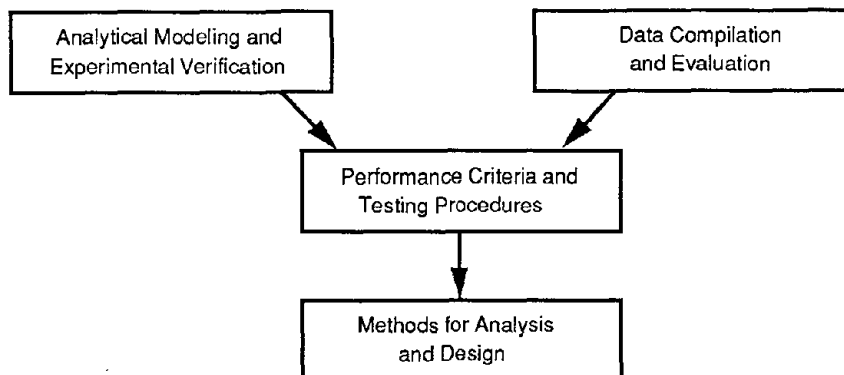 Analytical Modeling and
Experimental Verification
Data Compilation
and Evaluation
Performance Criteria and
Testing Procedures
Methods for Analysis
and Design